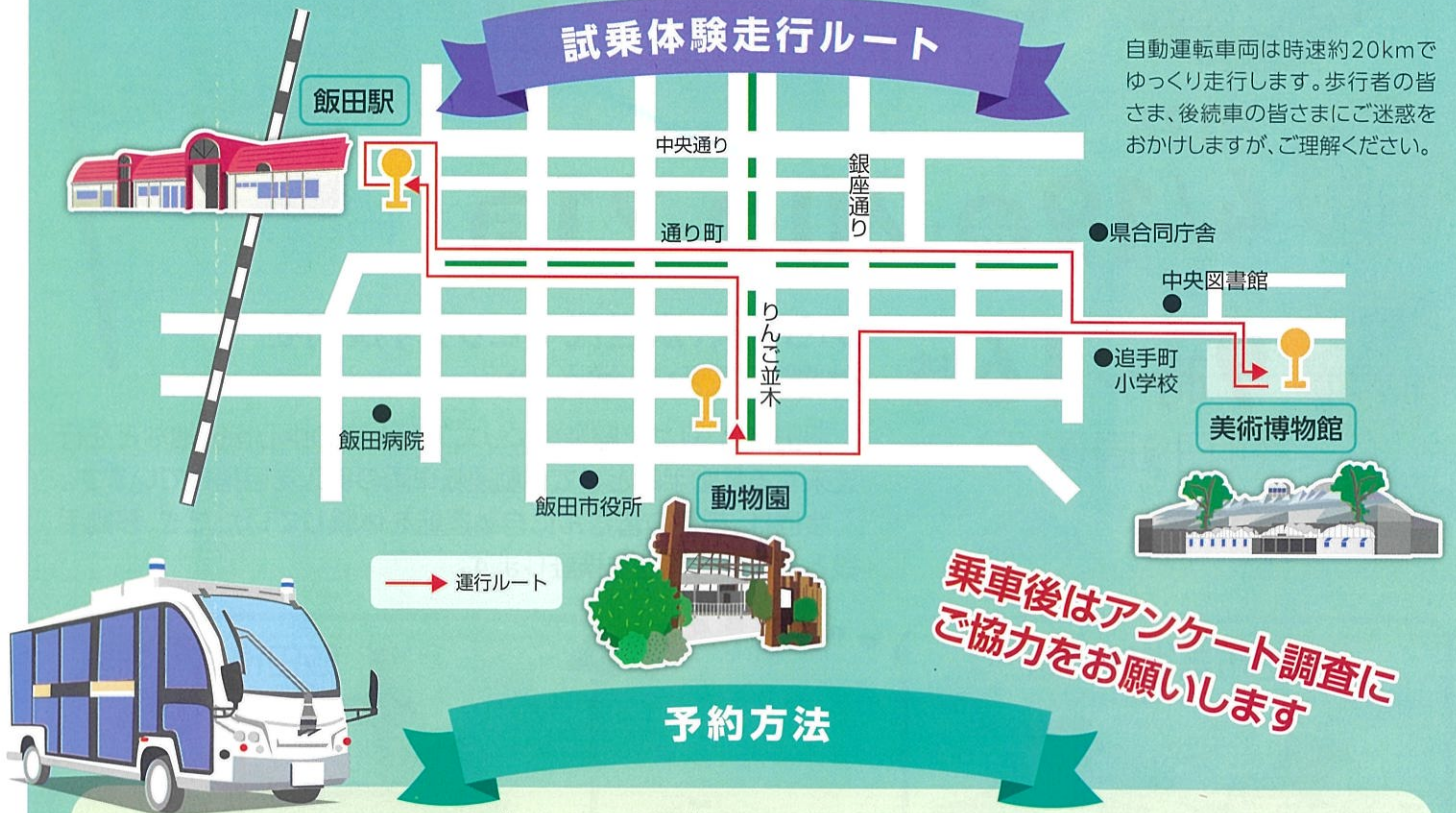 試乗体験走行ルート
自動運転車両は時速約20kmで
ゆっくり走行します。歩行者の皆
さま、後続車の皆さまにご迷惑を
おかけしますが、ご理解ください。
飯田駅
中央通り
銀座通り
通り町
●県合同庁舎
中央図書館
りんご並木
●追手町
小学校
飯田病院
美術博物館
飯田市役所
動物園
運行ルート
乗車後はアンケート調査に
ご協力をお願いします
予約方法